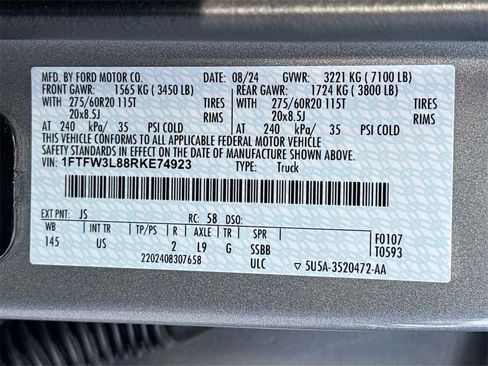 MFD. BY FORD MOTOR CO. DATE: 08/24 GVWR: 3221 KG ( 7100 LB)
FRONT GAWR: 1565 KG ( 3450 LB) REAR GAWR: 1724 KG ( 3800 LB)
WITH 275/60R20 115T TIRES WITH 275/60R20 115T TIRES
20x8.5J RIMS 20x8.5J RIMS
AT 240 kPa/ 35 PSI COLD AT 240 kPa/ 35 PSI COLD
THIS VEHICLE CONFORMS TO ALL APPLICABLE FEDERAL MOTOR VEHICLE
SAFETY STANDARDS IN EFFECT ON THE DATE OF MANUFACTURE SHOWN ABOVE.
VIN: 1FTFW3L88RKE74923 TYPE: Truck
EXT PNT: JS RC: 58 DSO:
WB INT TR TP/PS R AXLE TR SPR F0107
145 US 2 L9 G SSBB T0593
2202408307658 ULC ▽ 5U5A-3520472-AA